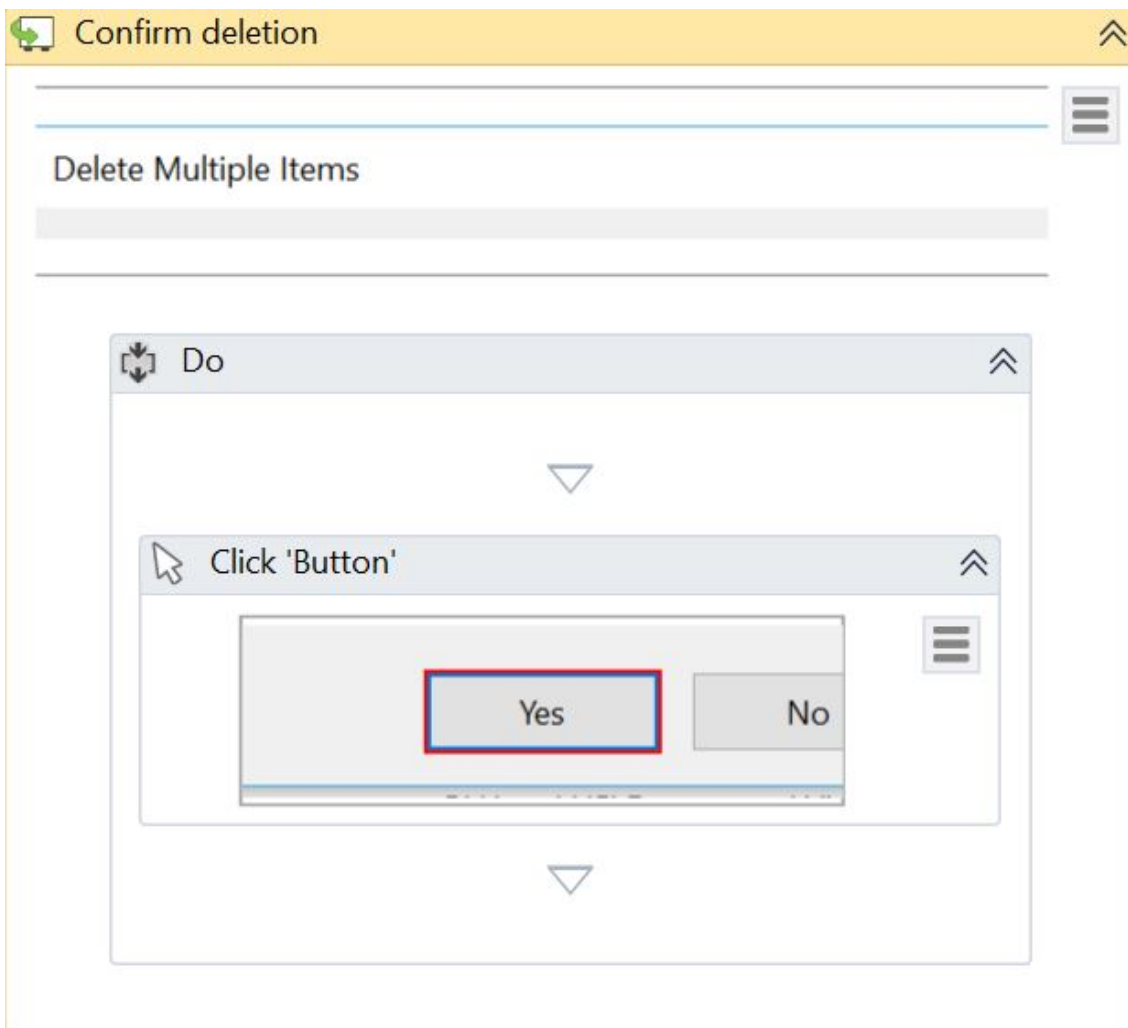 Confirm deletion
Delete Multiple Items
Do
Click 'Button'
Yes
No